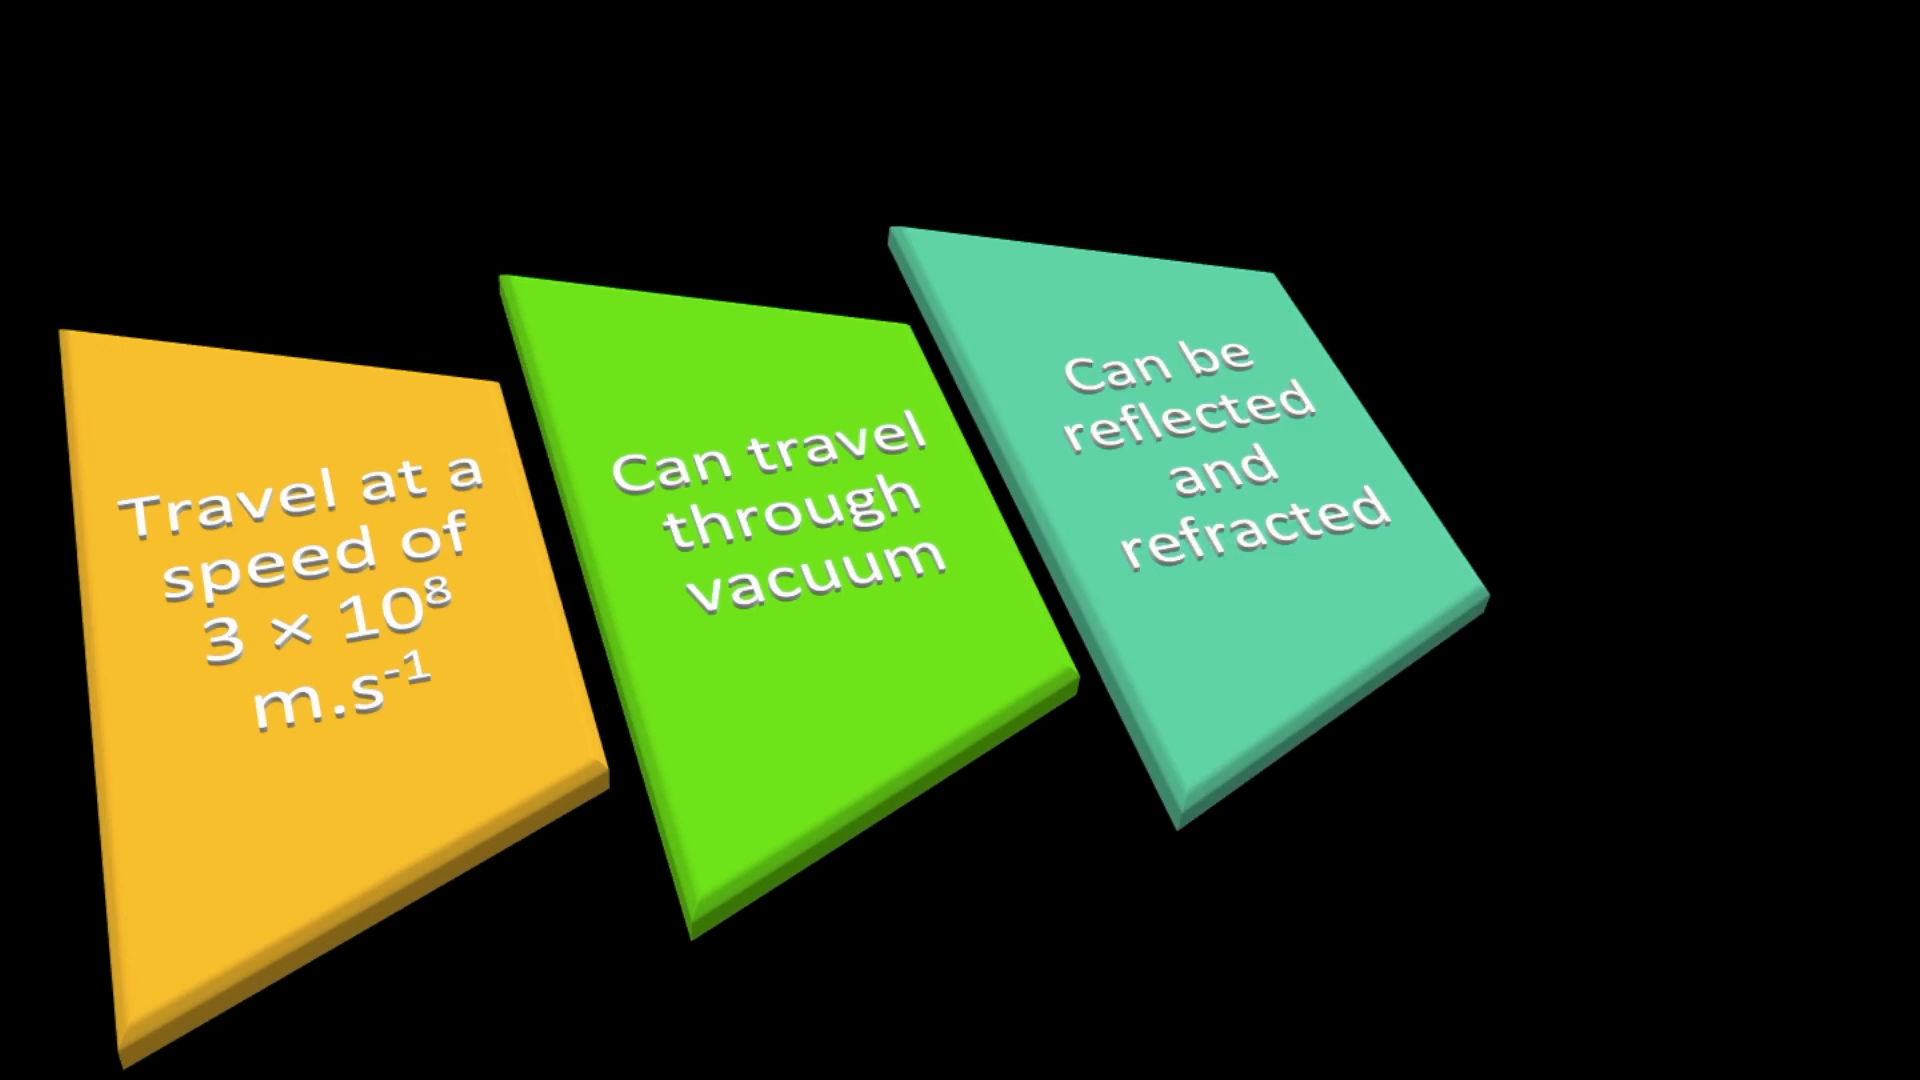 Travel at a
speed of
3 × 10⁸
m.s⁻¹
Can travel
through
vacuum
Can be
reflected
and
refracted